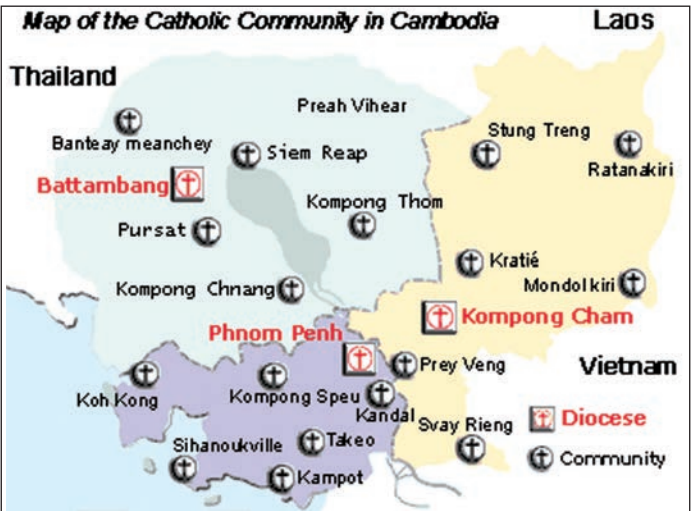 Map of the Catholic Community in Cambodia
Laos
Thailand
Preah Vihear
Banteay meanchey
Siem Reap
Stung Treng
Ratanakiri
Battambang
Kompong Thom
Pursat
Kratié
Kompong Chnang
Mondolkiri
Kompong Cham
Phnom Penh
Prey Veng
Vietnam
Koh Kong
Kompong Speu
Kandal
Svay Rieng
Diocese
Sihanoukville
Takeo
Community
Kampot